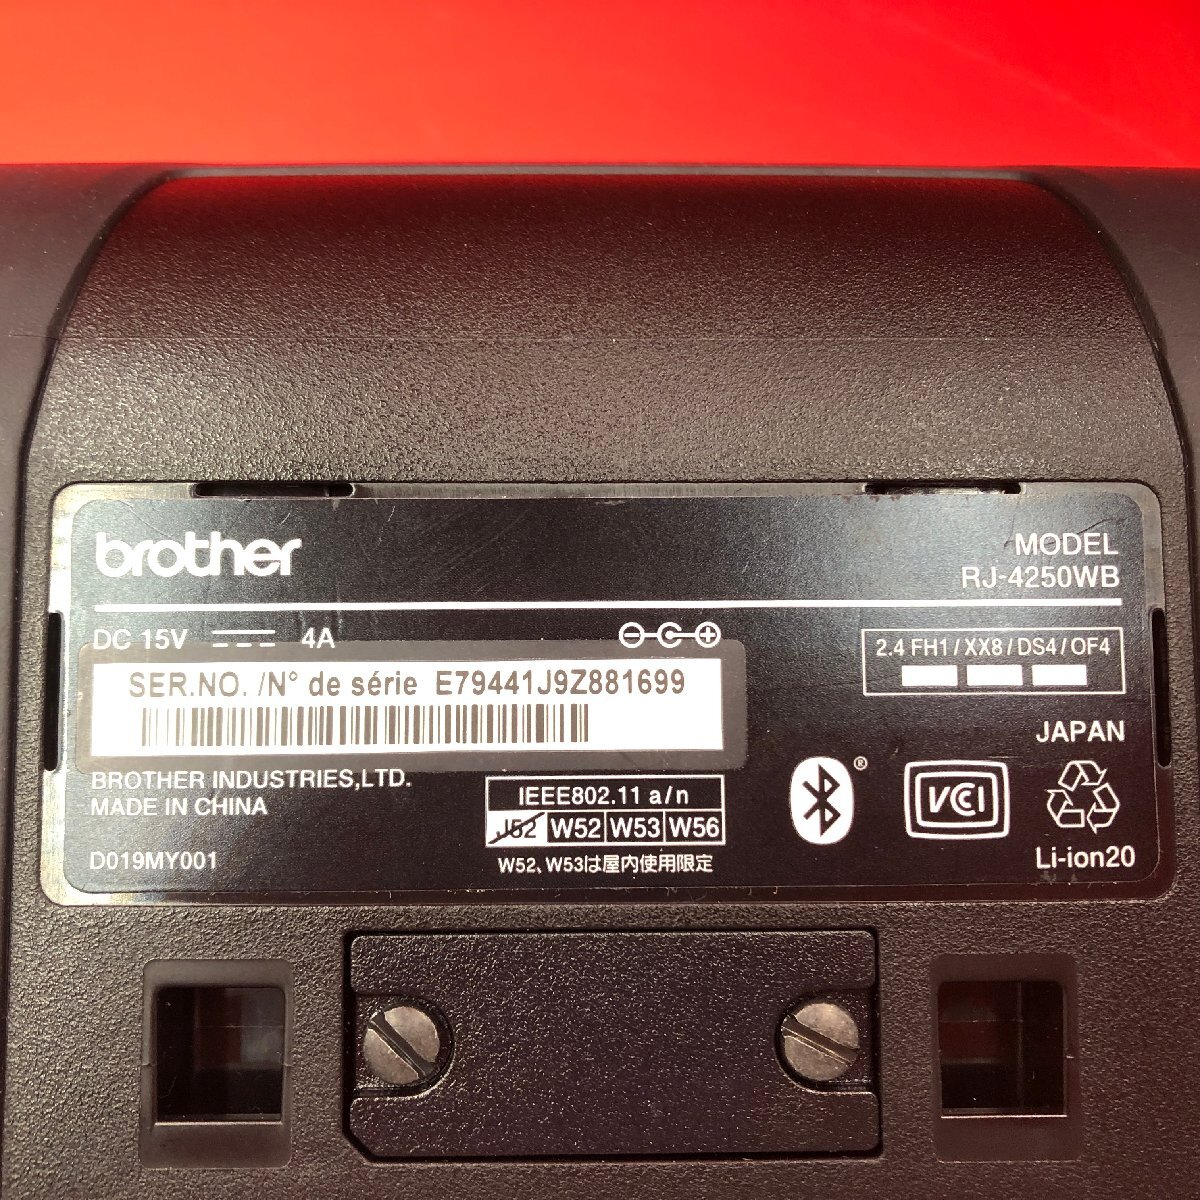 brother
MODEL
RJ-4250WB
DC 15V 4A
2.4 FH1/XX8/DS4/OF4
SER.NO. /N° de série E79441J9Z881699
JAPAN
BROTHER INDUSTRIES,LTD.
MADE IN CHINA
D019MY001
IEEE802.11 a/n
J52 W52 W53 W56
W52、W53は屋内使用限定
®
VCCI
Li-ion20